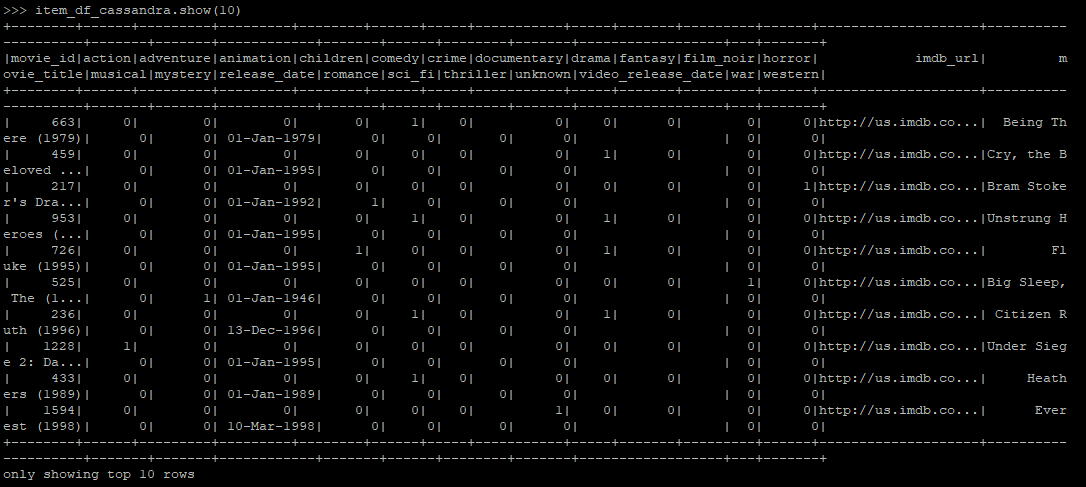 >>> item_df_cassandra.show(10)
+--------+------+---------+---------+--------+------+-----+-----------+-----+-------+---------+------+--------------------+----------
----------+-------+-------+------------+-------+------+--------+-------+------------------+---+-------+
|movie_id|action|adventure|animation|children|comedy|crime|documentary|drama|fantasy|film_noir|horror|            imdb_url|         m
ovie_title|musical|mystery|release_date|romance|sci_fi|thriller|unknown|video_release_date|war|western|
+--------+------+---------+---------+--------+------+-----+-----------+-----+-------+---------+------+--------------------+----------
----------+-------+-------+------------+-------+------+--------+-------+------------------+---+-------+
|     663|     0|        0|        0|       0|     1|    0|          0|    0|      0|        0|     0|http://us.imdb.co...|  Being Th
ere (1979)|      0|      0| 01-Jan-1979|      0|     0|       0|      0|                  |  0|      0|
|     459|     0|        0|        0|       0|     0|    0|          0|    1|      0|        0|     0|http://us.imdb.co...|Cry, the B
eloved ...|      0|      0| 01-Jan-1995|      0|     0|       0|      0|                  |  0|      0|
|     217|     0|        0|        0|       0|     0|    0|          0|    0|      0|        0|     1|http://us.imdb.co...|Bram Stoke
r's Dra...|      0|      0| 01-Jan-1992|      1|     0|       0|      0|                  |  0|      0|
|     953|     0|        0|        0|       0|     1|    0|          0|    1|      0|        0|     0|http://us.imdb.co...|Unstrung H
eroes (...|      0|      0| 01-Jan-1995|      0|     0|       0|      0|                  |  0|      0|
|     726|     0|        0|        0|       1|     0|    0|          0|    1|      0|        0|     0|http://us.imdb.co...|        Fl
uke (1995)|      0|      0| 01-Jan-1995|      0|     0|       0|      0|                  |  0|      0|
|     525|     0|        0|        0|       0|     0|    0|          0|    0|      0|        1|     0|http://us.imdb.co...|Big Sleep,
 The (1...|      0|      1| 01-Jan-1946|      0|     0|       0|      0|                  |  0|      0|
|     236|     0|        0|        0|       0|     1|    0|          0|    1|      0|        0|     0|http://us.imdb.co...| Citizen R
uth (1996)|      0|      0| 13-Dec-1996|      0|     0|       0|      0|                  |  0|      0|
|    1228|     1|        0|        0|       0|     0|    0|          0|    0|      0|        0|     0|http://us.imdb.co...|Under Sieg
e 2: Da...|      0|      0| 01-Jan-1995|      0|     0|       0|      0|                  |  0|      0|
|     433|     0|        0|        0|       0|     1|    0|          0|    0|      0|        0|     0|http://us.imdb.co...|     Heath
ers (1989)|      0|      0| 01-Jan-1989|      0|     0|       0|      0|                  |  0|      0|
|    1594|     0|        0|        0|       0|     0|    0|          1|    0|      0|        0|     0|http://us.imdb.co...|      Ever
est (1998)|      0|      0| 10-Mar-1998|      0|     0|       0|      0|                  |  0|      0|
+--------+------+---------+---------+--------+------+-----+-----------+-----+-------+---------+------+--------------------+----------
----------+-------+-------+------------+-------+------+--------+-------+------------------+---+-------+
only showing top 10 rows